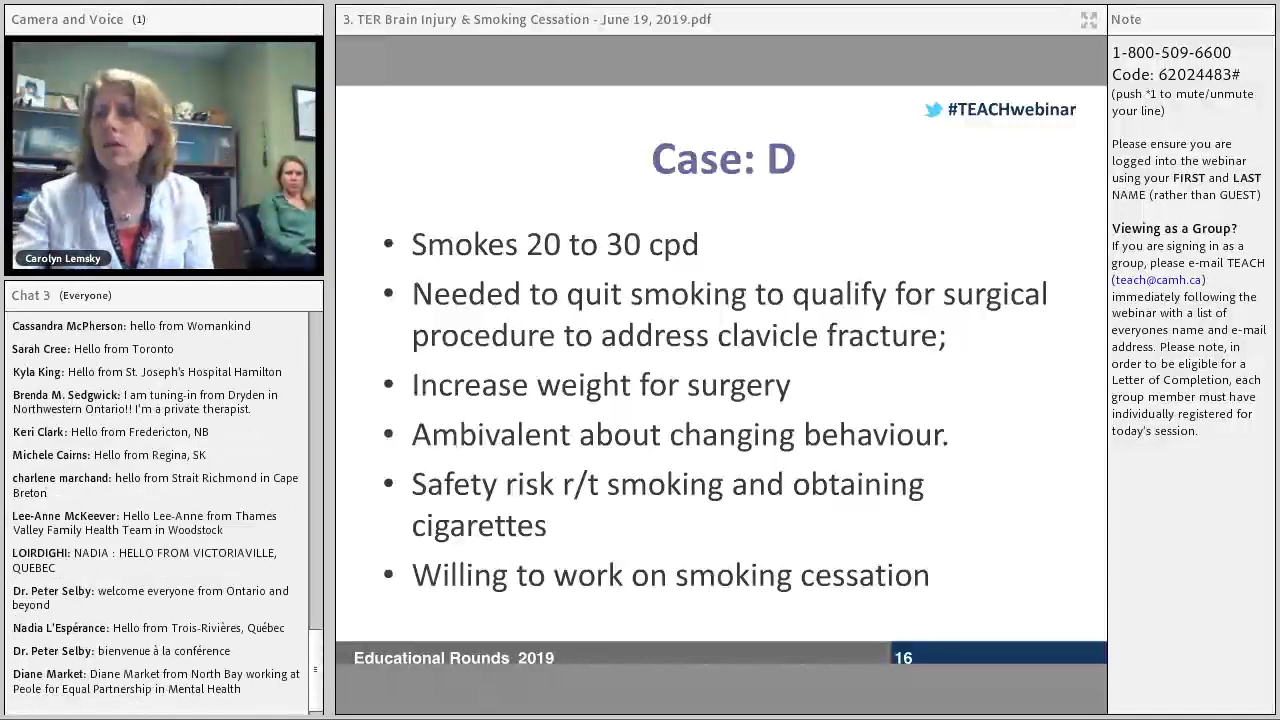 Camera and Voice (1)
Carolyn Lemsky
Chat 3 (Everyone)
Cassandra McPherson: hello from Womankind
Sarah Cree: Hello from Toronto
Kyla King: Hello from St. Joseph's Hospital Hamilton
Brenda M. Sedgwick: I am tuning-in from Dryden in
Northwestern Ontario!! I'm a private therapist.
Keri Clark: Hello from Fredericton, NB
Michele Cairns: Hello from Regina, SK
charlene marchand: hello from Strait Richmond in Cape
Breton
Lee-Anne McKeever: Hello Lee-Anne from Thames
Valley Family Health Team in Woodstock
LOIRDIGHI: NADIA : HELLO FROM VICTORIAVILLE,
QUEBEC
Dr. Peter Selby: welcome everyone from Ontario and
beyond
Nadia L'Espérance: Hello from Trois-Rivières, Québec
Dr. Peter Selby: bienvenue à la conférence
Diane Market: Diane Market from North Bay working at
Peole for Equal Partnership in Mental Health
3. TER Brain Injury & Smoking Cessation - June 19, 2019.pdf
#TEACHwebinar
Case: D
• Smokes 20 to 30 cpd
• Needed to quit smoking to qualify for surgical
procedure to address clavicle fracture;
• Increase weight for surgery
• Ambivalent about changing behaviour.
• Safety risk r/t smoking and obtaining
cigarettes
• Willing to work on smoking cessation
Educational Rounds 2019
16
Note
1-800-509-6600
Code: 62024483#
(push *1 to mute/unmute
your line)
Please ensure you are
logged into the webinar
using your FIRST and LAST
NAME (rather than GUEST)
Viewing as a Group?
If you are signing in as a
group, please e-mail TEACH
(teach@camh.ca)
immediately following the
webinar with a list of
everyones name and e-mail
address. Please note, in
order to be eligible for a
Letter of Completion, each
group member must have
individually registered for
today's session.